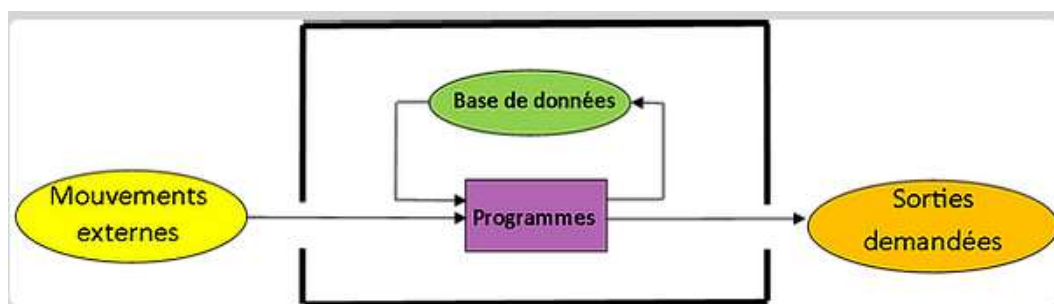 Base de données
Mouvements
externes
Programmes
Sorties
demandées